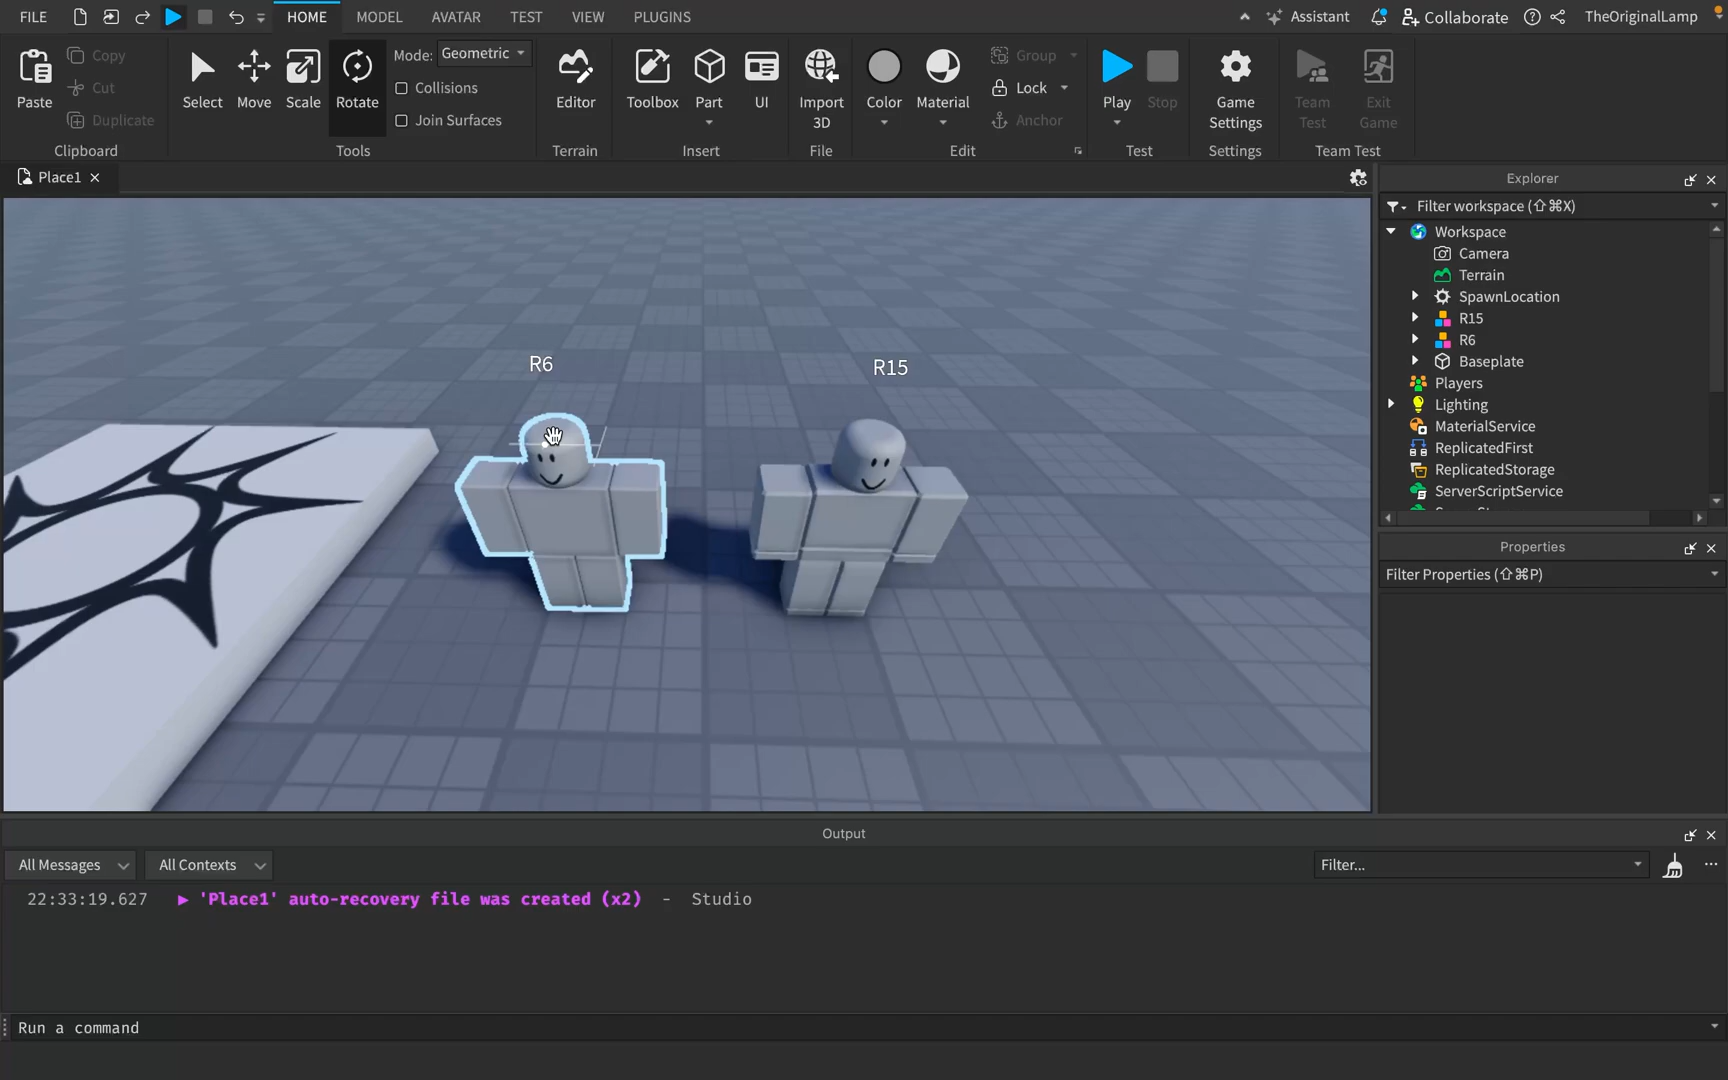 FILE HOME MODEL AVATAR TEST VIEW PLUGINS Assistant Collaborate TheOriginalLamp
Paste
Copy
Cut
Duplicate
Clipboard
Select Move Scale Rotate
Mode: Geometric
Collisions
Join Surfaces
Tools
Editor
Terrain
Toolbox Part UI
Insert
Import
3D
File
Color Material
Group
Lock
Anchor
Edit
Play Stop
Test
Game
Settings
Settings
Team
Test
Exit
Game
Team Test
Place1
R6
R15
Explorer
Filter workspace (⇧⌘X)
Workspace
Camera
Terrain
SpawnLocation
R15
R6
Baseplate
Players
Lighting
MaterialService
ReplicatedFirst
ReplicatedStorage
ServerScriptService
Properties
Filter Properties (⇧⌘P)
Output
All Messages All Contexts Filter...
22:33:19.627 ▶ 'Place1' auto-recovery file was created (x2) - Studio
Run a command